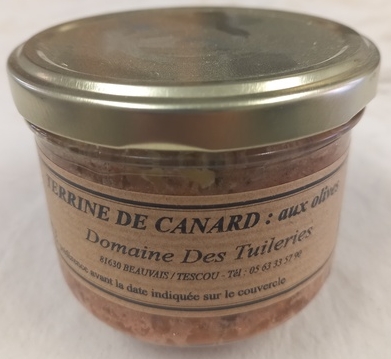 TERRINE DE CANARD : aux olives
Domaine Des Tuileries
81630 BEAUVAIS / TESCOU - Tél : 05 63 33 57 90
avant la date indiquée sur le couvercle